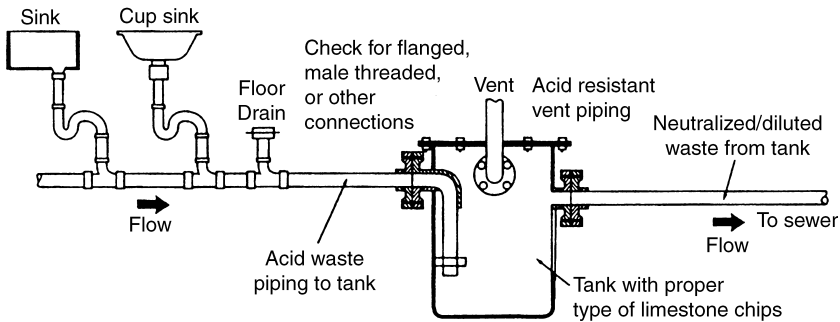 Sink
Cup sink
Floor
Drain
Check for flanged,
male threaded,
or other
connections
Vent
Acid resistant
vent piping
Neutralized/diluted
waste from tank
Flow
Acid waste
piping to tank
Flow
To sewer
Tank with proper
type of limestone chips